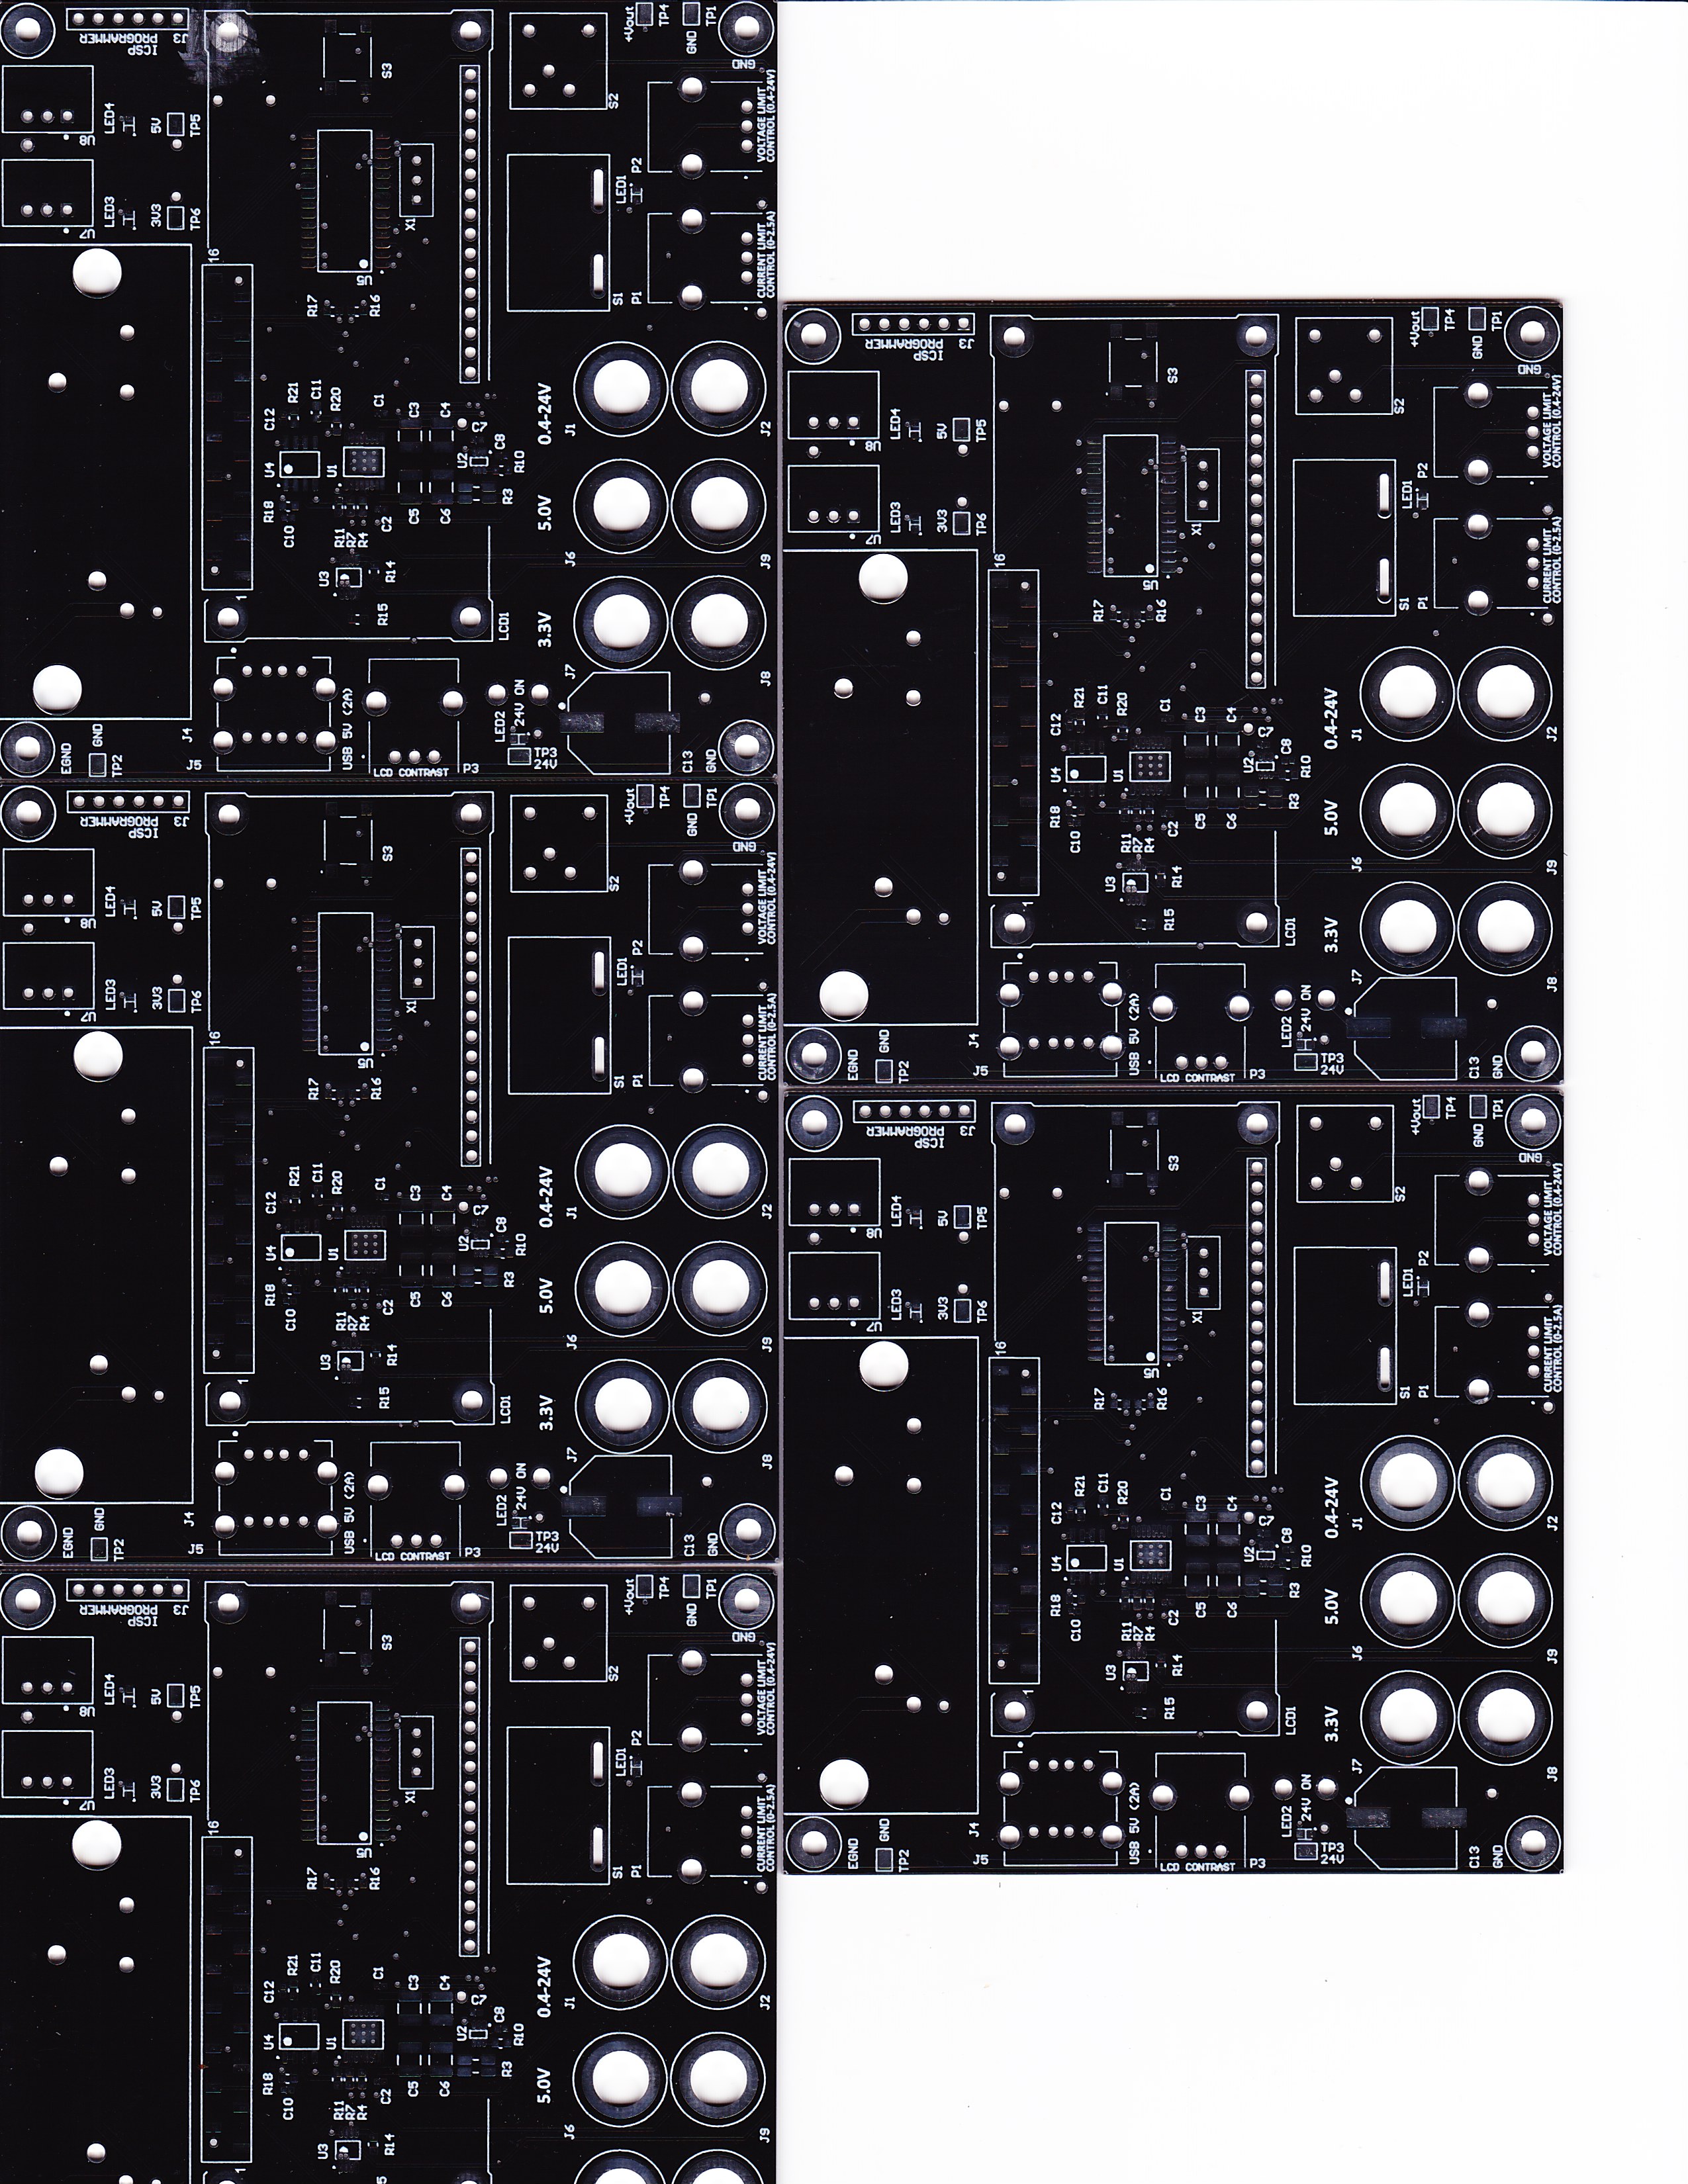 U7
U8
LED3
LED4
ICSP
PROGRAMMER
3V3
5V
J3
TP6
TP5
1
16
R18
U4
C12
C10
R21
C11
R17
U3
U1
R20
R11
R7
R4
R16
U5
5
R14
C2
C1
S3
C5
C3
X1
C6
C4
U2
C7
C8
R3
R10
5.0V
0.4-24V
J6
J1
S1
S2
LED1
P1
P2
+Vout
TP4
GND
TP1
GND
J9
J2
CURRENT LIMIT
CONTROL (0-2.5A)
VOLTAGE LIMIT
CONTROL (0.4-24V)
EGND
GND
TP2
U7
U8
LED3
LED4
ICSP
PROGRAMMER
3V3
5V
J3
TP6
TP5
J5
J4
1
16
R18
U4
C12
C10
R21
C11
R17
U3
U1
R20
R11
R7
R4
USB 5V (2A)
R16
U5
R15
R14
C2
C1
S3
LCD CONTRAST
C5
C3
X1
C6
C4
P3
U2
C7
C8
LCD1
R3
R10
LED2
24V ON
TP3
24V
3.3V
5.0V
0.4-24V
J7
J6
J1
S1
S2
LED1
P1
P2
+Vout
TP4
C13
GND
GND
TP1
GND
J8
J9
J2
CURRENT LIMIT
CONTROL (0-2.5A)
VOLTAGE LIMIT
CONTROL (0.4-24V)
EGND
GND
TP2
U7
U8
LED3
LED4
ICSP
PROGRAMMER
3V3
5V
J3
TP6
TP5
J5
J4
1
16
R18
U4
C12
C10
R21
C11
R17
U3
U1
R20
R11
R7
R4
USB 5V (2A)
R16
U5
R15
R14
C2
C1
S3
LCD CONTRAST
C5
C3
X1
C6
C4
P3
U2
C7
C8
LCD1
R3
R10
LED2
24V ON
TP3
24V
3.3V
5.0V
0.4-24V
J7
J6
J1
S1
S2
LED1
P1
P2
+Vout
TP4
GND
GND
TP1
C13
GND
J8
J9
J2
CURRENT LIMIT
CONTROL (0-2.5A)
VOLTAGE LIMIT
CONTROL (0.4-24V)
EGND
GND
TP2
U7
U8
LED3
LED4
ICSP
PROGRAMMER
3V3
5V
J3
TP6
TP5
J5
J4
1
16
R18
U4
C12
C10
R21
C11
R17
U3
U1
R20
R11
R7
R4
USB 5V (2A)
R16
U5
R15
R14
C2
C1
S3
LCD CONTRAST
C5
C3
X1
C6
C4
P3
U2
C7
C8
LCD1
R3
R10
LED2
24V ON
TP3
24V
3.3V
5.0V
0.4-24V
J7
J6
J1
S1
S2
LED1
P1
P2
+Vout
TP4
C13
GND
GND
TP1
GND
J8
J9
J2
CURRENT LIMIT
CONTROL (0-2.5A)
VOLTAGE LIMIT
CONTROL (0.4-24V)
EGND
GND
TP2
U7
U8
LED3
LED4
ICSP
PROGRAMMER
3V3
5V
J3
TP6
TP5
J5
J4
1
16
R18
U4
C12
C10
R21
C11
R17
U3
U1
R20
R11
R7
R4
USB 5V (2A)
R16
U5
R15
R14
C2
C1
S3
LCD CONTRAST
C5
C3
X1
C6
C4
P3
U2
C7
C8
LCD1
R3
R10
LED2
24V ON
TP3
24V
3.3V
5.0V
0.4-24V
J7
J6
J1
S1
S2
LED1
P1
P2
+Vout
TP4
C13
GND
GND
TP1
GND
J8
J9
J2
CURRENT LIMIT
CONTROL (0-2.5A)
VOLTAGE LIMIT
CONTROL (0.4-24V)